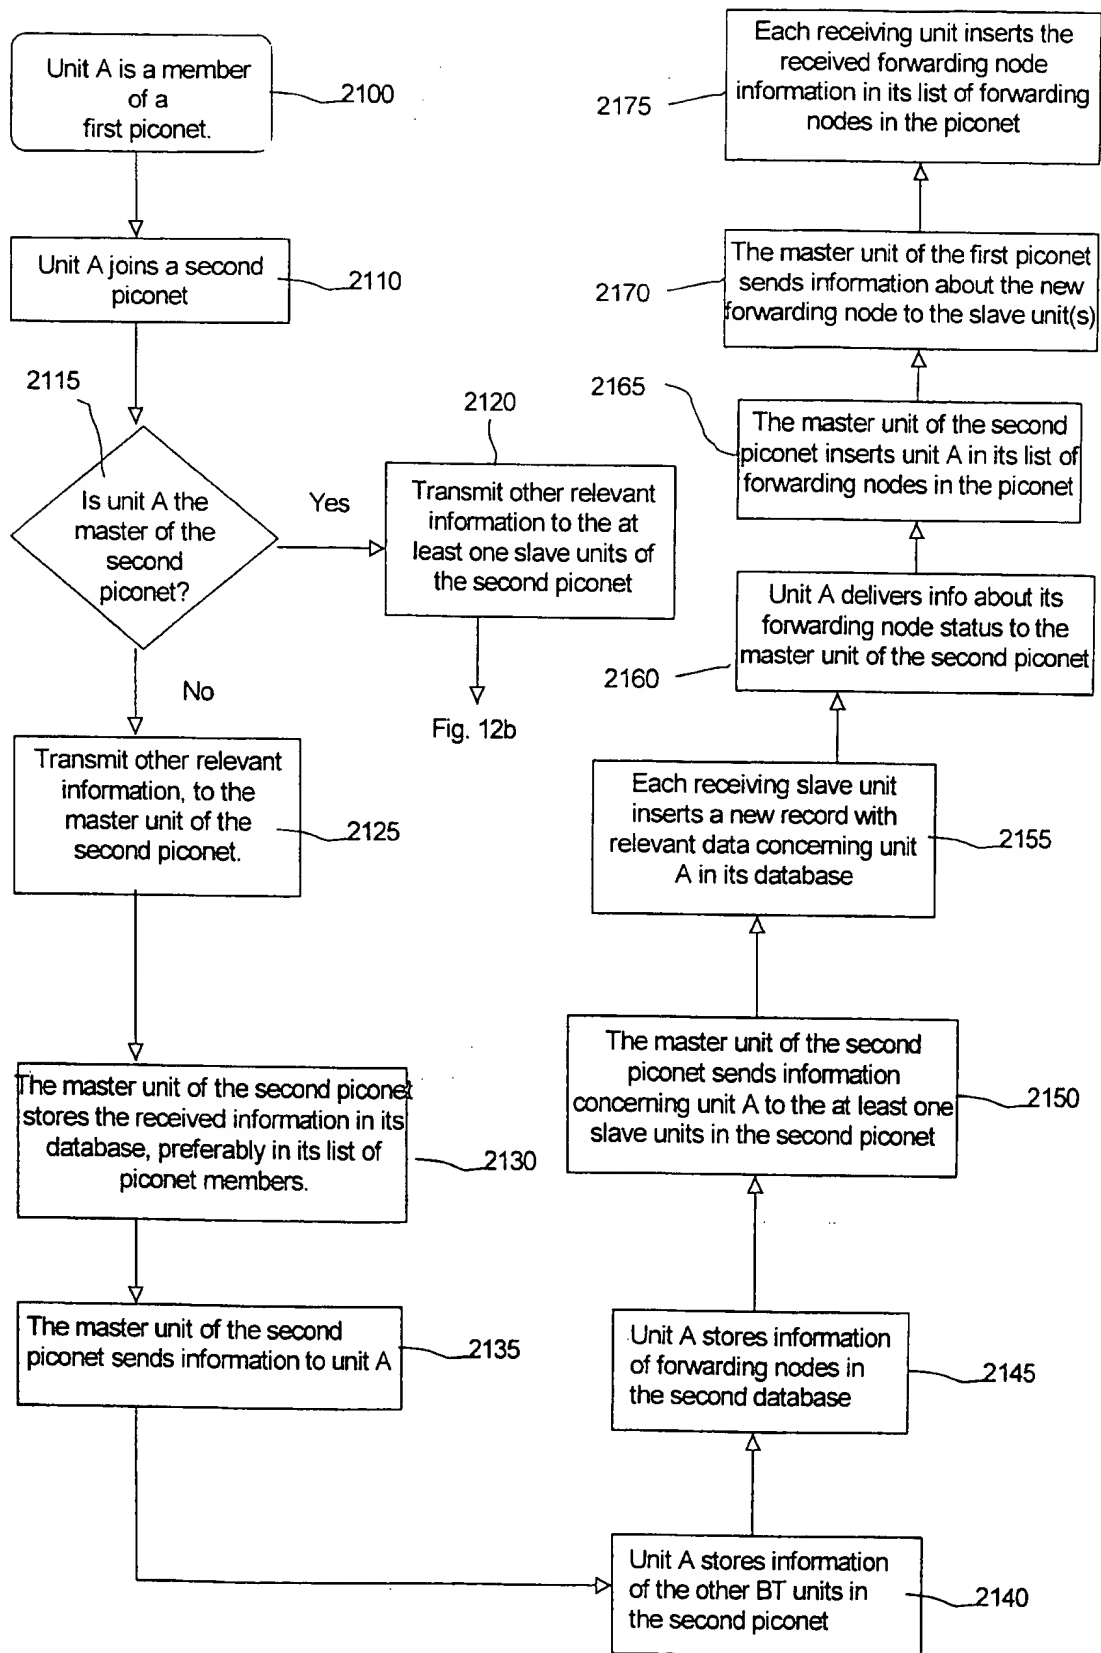 Unit A is a member
of a
first piconet.
2100
Unit A joins a second
piconet
2110
2115
Is unit A the
master of the
second
piconet?
Yes
2120
Transmit other relevant
information to the at
least one slave units of
the second piconet
Fig. 12b
No
Transmit other relevant
information, to the
master unit of the
second piconet.
2125
The master unit of the second piconet
stores the received information in its
database, preferably in its list of
piconet members.
2130
The master unit of the second
piconet sends information to unit A
2135
Unit A stores information
of the other BT units in
the second piconet
2140
Unit A stores information
of forwarding nodes in
the second database
2145
The master unit of the second
piconet sends information
concerning unit A to the at least one
slave units in the second piconet
2150
Each receiving slave unit
inserts a new record with
relevant data concerning unit
A in its database
2155
Unit A delivers info about its
forwarding node status to the
master unit of the second piconet
2160
The master unit of the second
piconet inserts unit A in its list of
forwarding nodes in the piconet
2165
The master unit of the first piconet
sends information about the new
forwarding node to the slave unit(s)
2170
Each receiving unit inserts the
received forwarding node
information in its list of forwarding
nodes in the piconet
2175